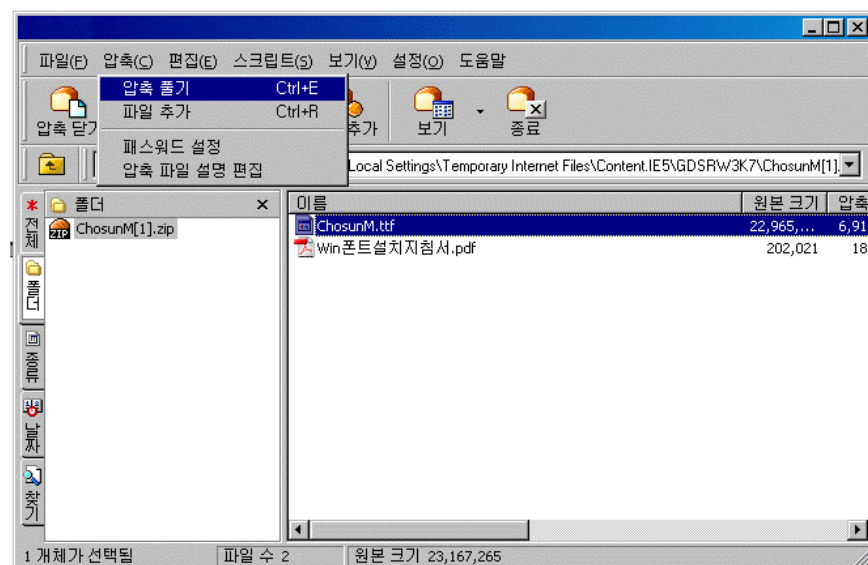 파일(F) 압축(C) 편집(E) 스크립트(S) 보기(V) 설정(O) 도움말
압축 풀기 Ctrl+E
파일 추가 Ctrl+R
패스워드 설정
압축 파일 설명 편집
압축 닫기
추가
보기
종료
Local Settings\Temporary Internet Files\Content.IE5\GDSRW3K7\ChosunM[1].
전체
폴더
종류
날짜
찾기
폴더
ZIP ChosunM[1].zip
이름 원본 크기 압축
ChosunM.ttf 22,965,... 6,91
Win폰트설치지침서.pdf 202,021 18
1 개체가 선택됨 파일 수 2 원본 크기 23,167,265